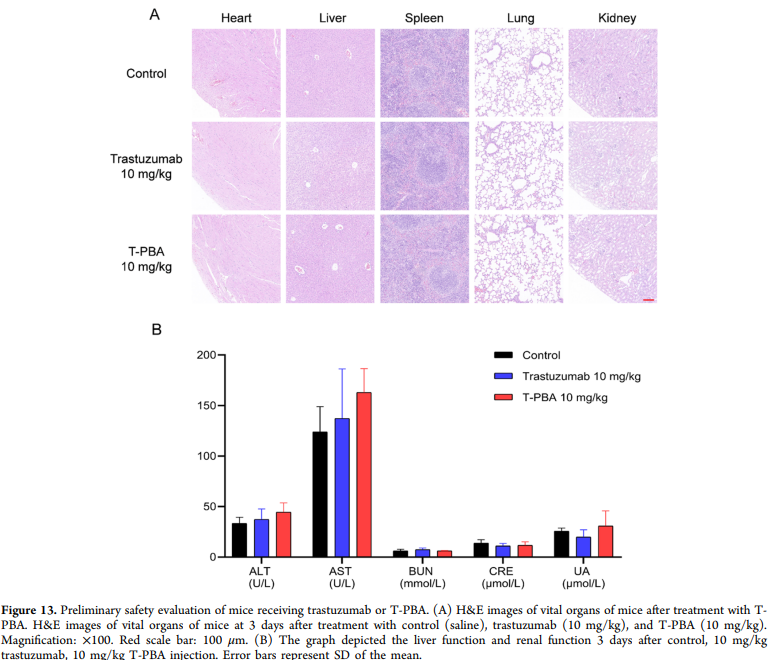 A
Heart Liver Spleen Lung Kidney
Control
Trastuzumab
10 mg/kg
T-PBA
10 mg/kg
B
200
150
100
50
0
Control
Trastuzumab 10 mg/kg
T-PBA 10 mg/kg
ALT AST BUN CRE UA
(U/L) (U/L) (mmol/L) (μmol/L) (μmol/L)
Figure 13. Preliminary safety evaluation of mice receiving trastuzumab or T-PBA. (A) H&E images of vital organs of mice after treatment with T-
PBA. H&E images of vital organs of mice at 3 days after treatment with control (saline), trastuzumab (10 mg/kg), and T-PBA (10 mg/kg).
Magnification: ×100. Red scale bar: 100 μm. (B) The graph depicted the liver function and renal function 3 days after control, 10 mg/kg
trastuzumab, 10 mg/kg T-PBA injection. Error bars represent SD of the mean.